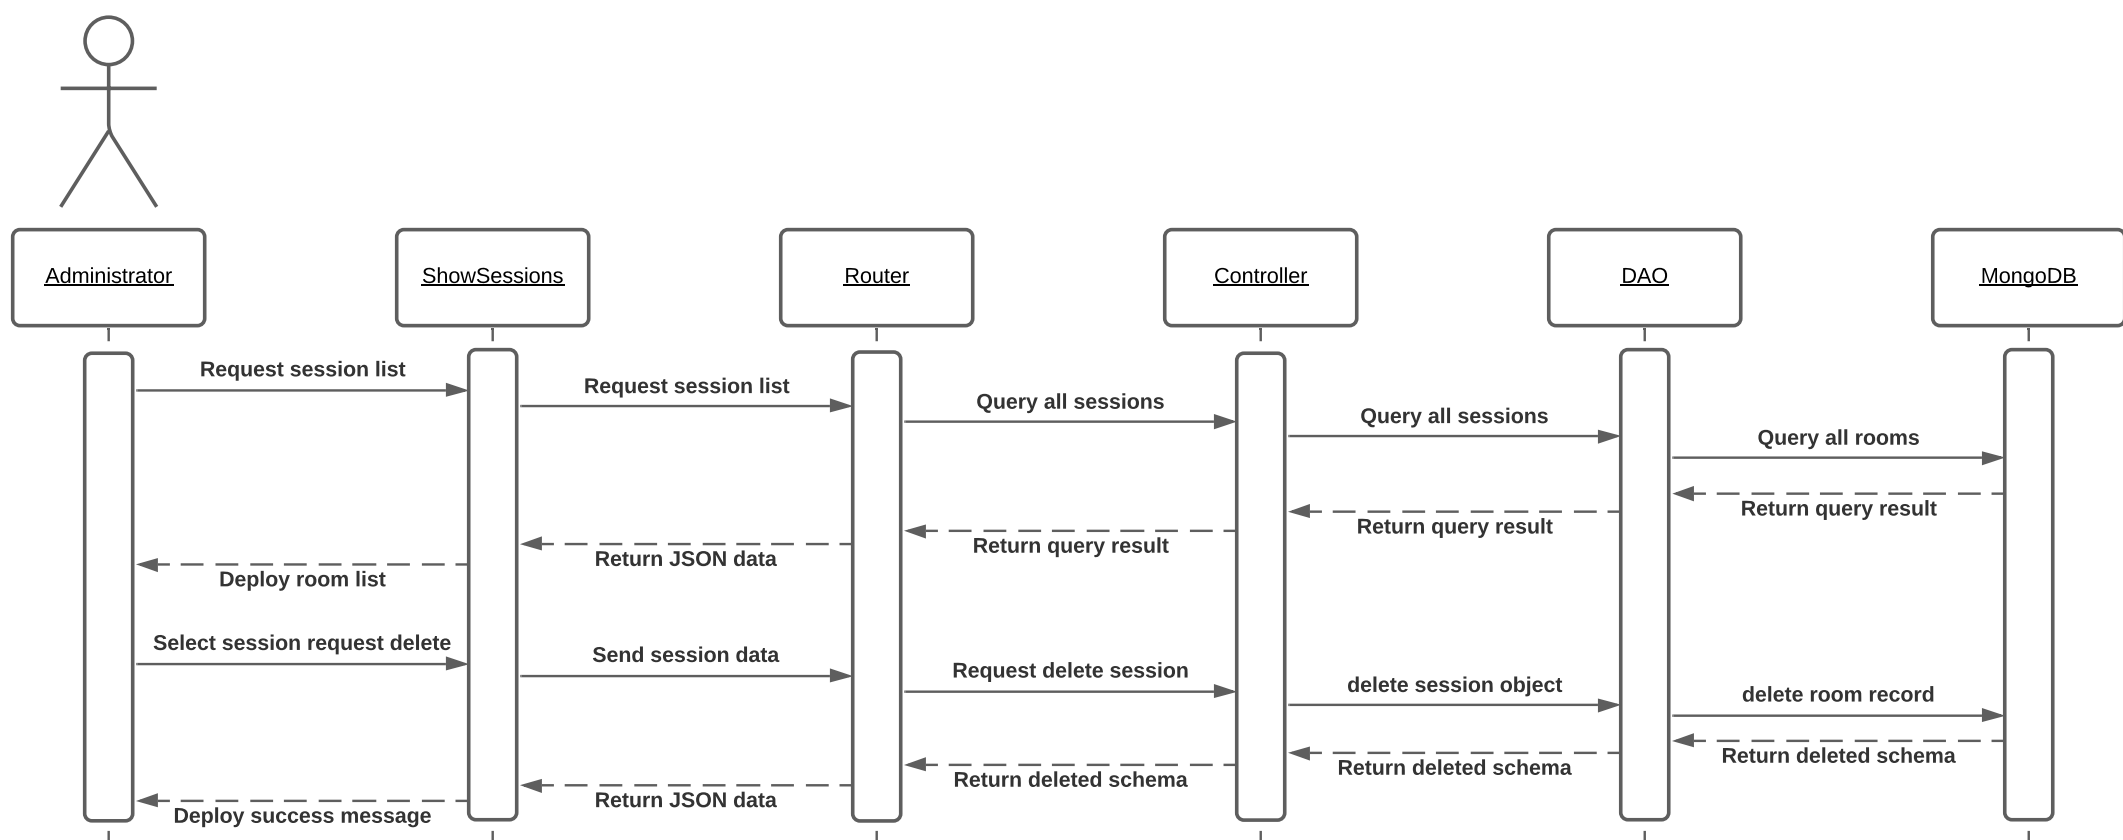 Administrator
ShowSessions
Router
Controller
DAO
MongoDB
Request session list
Request session list
Query all sessions
Query all sessions
Query all rooms
Return query result
Return query result
Return query result
Return JSON data
Deploy room list
Select session request delete
Send session data
Request delete session
delete session object
delete room record
Return deleted schema
Return deleted schema
Return deleted schema
Return JSON data
Deploy success message